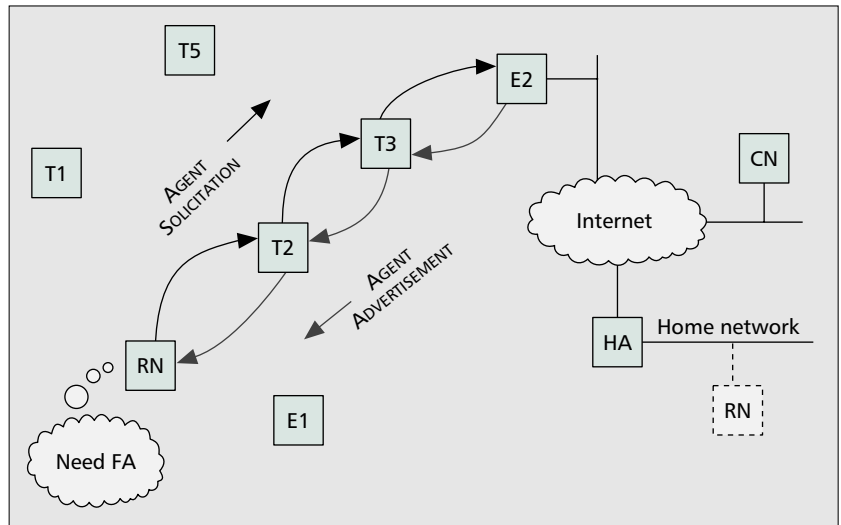 T5
E2
T3
CN
T1
AGENT
SOLICITATION
Internet
T2
AGENT
ADVERTISEMENT
HA
Home network
RN
RN
E1
Need FA